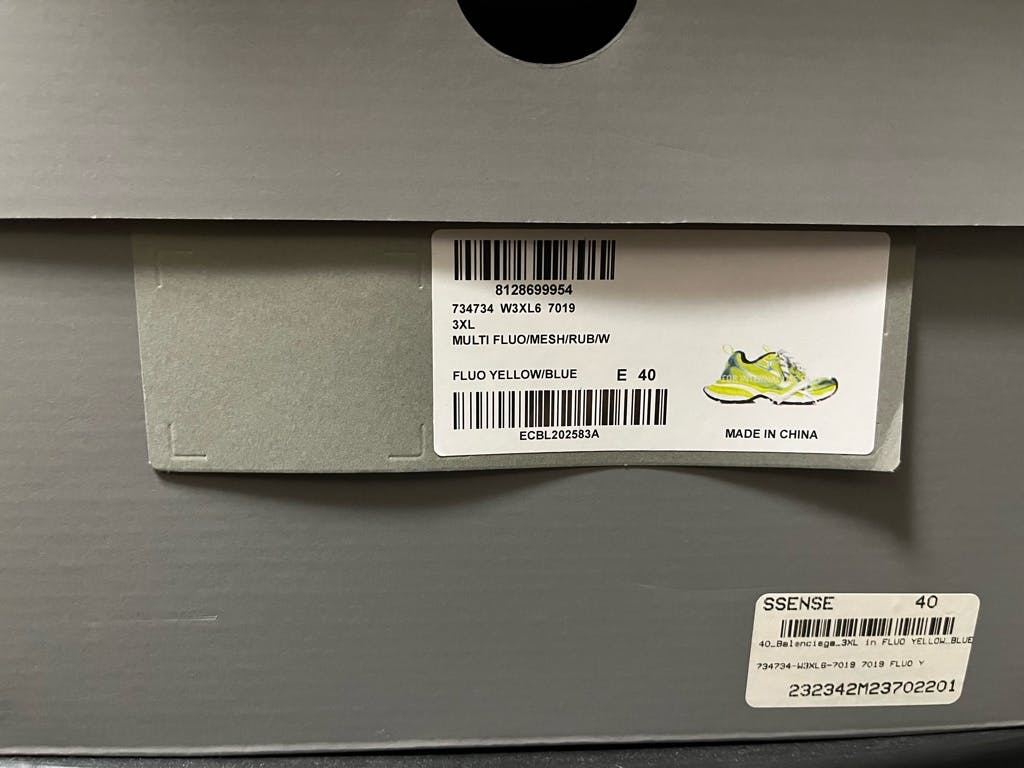 8128699954
734734 W3XL6 7019
3XL
MULTI FLUO/MESH/RUB/W
FLUO YELLOW/BLUE E 40
ECBL202583A
MADE IN CHINA
SSENSE 40
40_Balenciaga_3XL in FLUO YELLOW_BLUE
734734-W3XL6-7019 7019 FLUO Y
232342M23702201